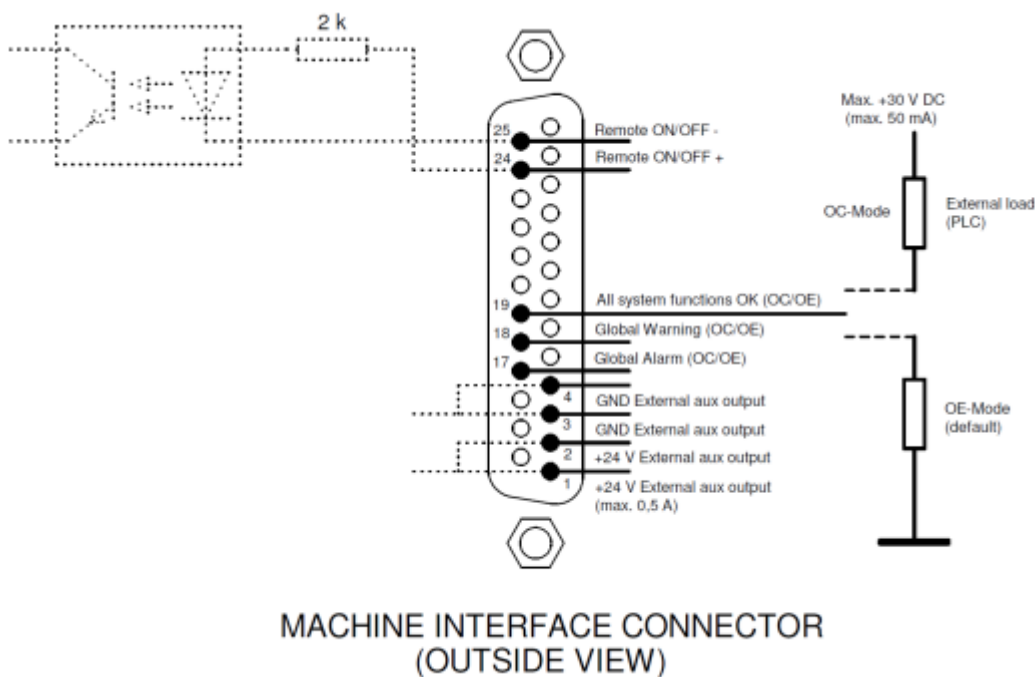 2 k
Max. +30 V DC
(max. 50 mA)
25
Remote ON/OFF -
24
Remote ON/OFF +
OC-Mode
External load
(PLC)
19
All system functions OK (OC/OE)
18
Global Warning (OC/OE)
17
Global Alarm (OC/OE)
4
GND External aux output
OE-Mode
(default)
3
GND External aux output
2
+24 V External aux output
1
+24 V External aux output
(max. 0,5 A)
MACHINE INTERFACE CONNECTOR
(OUTSIDE VIEW)